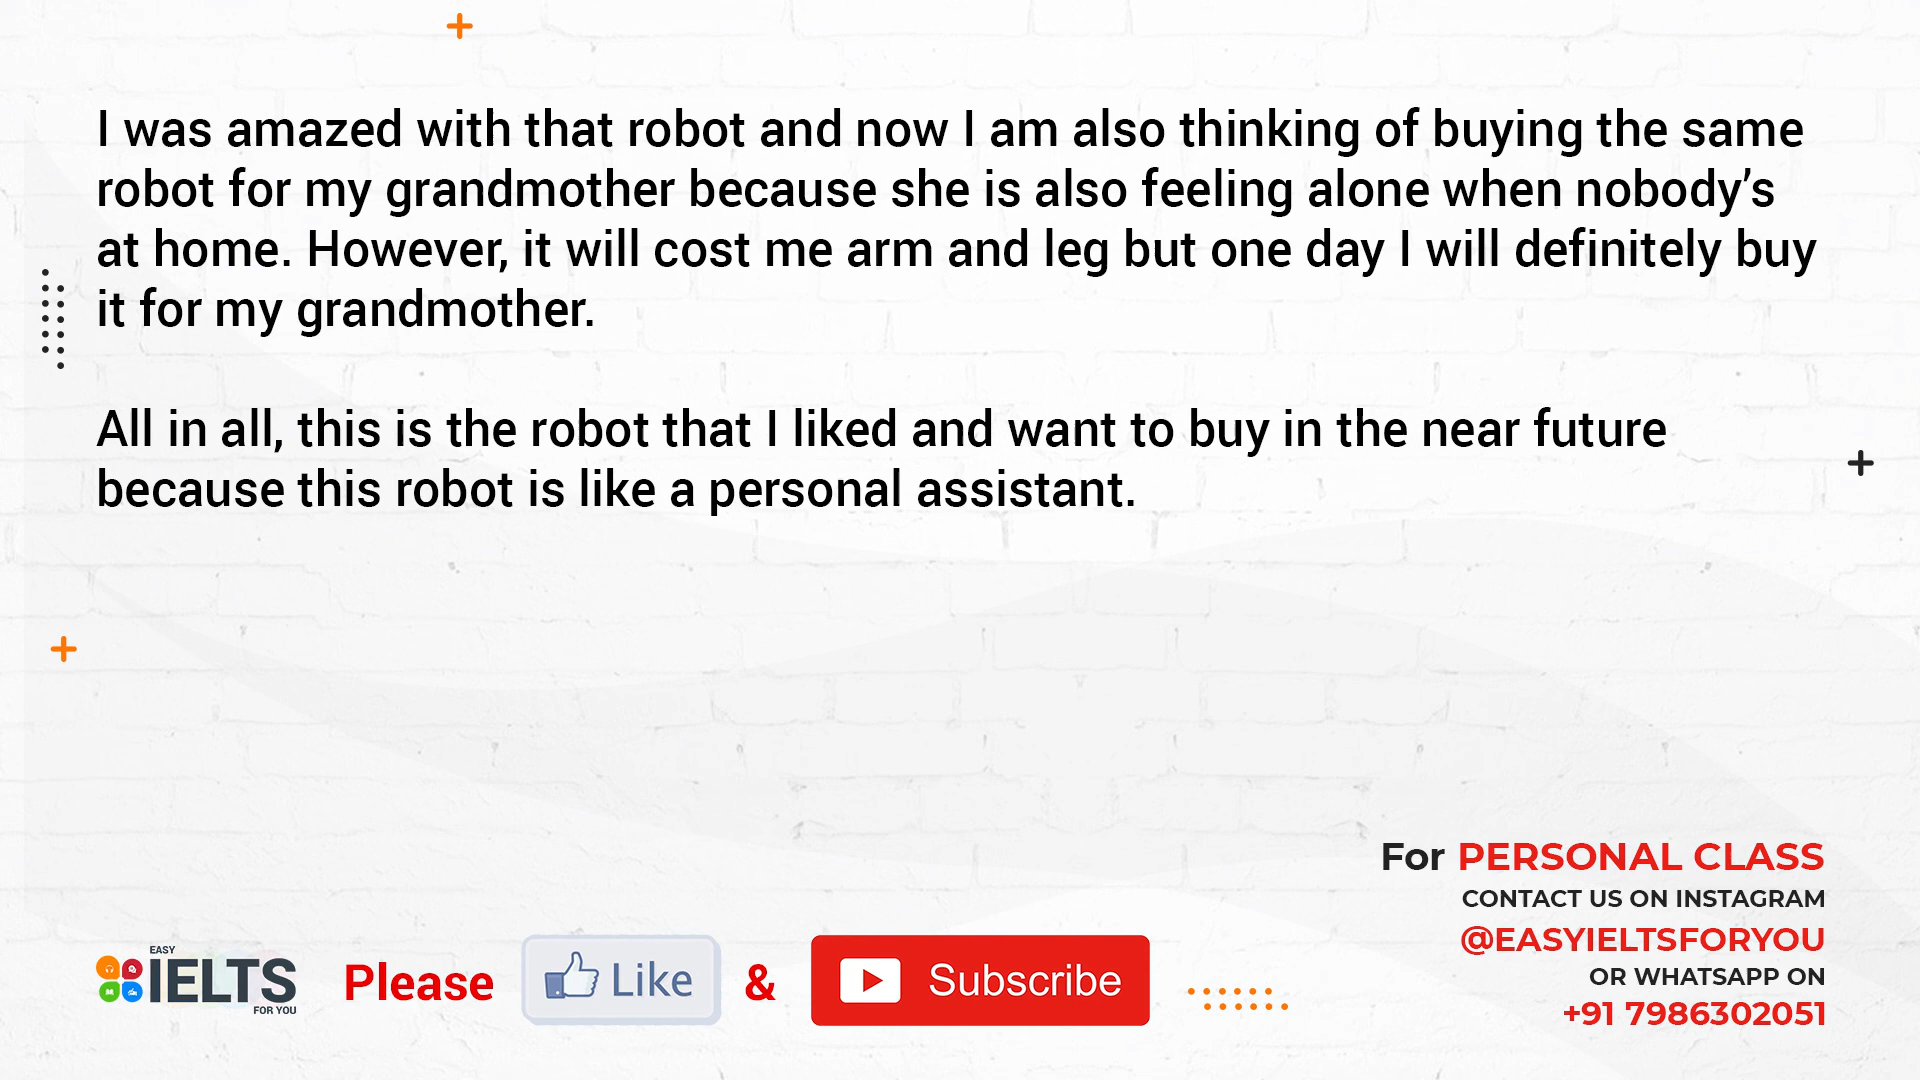 I was amazed with that robot and now I am also thinking of buying the same
robot for my grandmother because she is also feeling alone when nobody’s
at home. However, it will cost me arm and leg but one day I will definitely buy
it for my grandmother.
All in all, this is the robot that I liked and want to buy in the near future
because this robot is like a personal assistant.
For PERSONAL CLASS
CONTACT US ON INSTAGRAM
@EASYIELTSFORYOU
OR WHATSAPP ON
+91 7986302051
EASY
IELTS
FOR YOU
Please Like & Subscribe